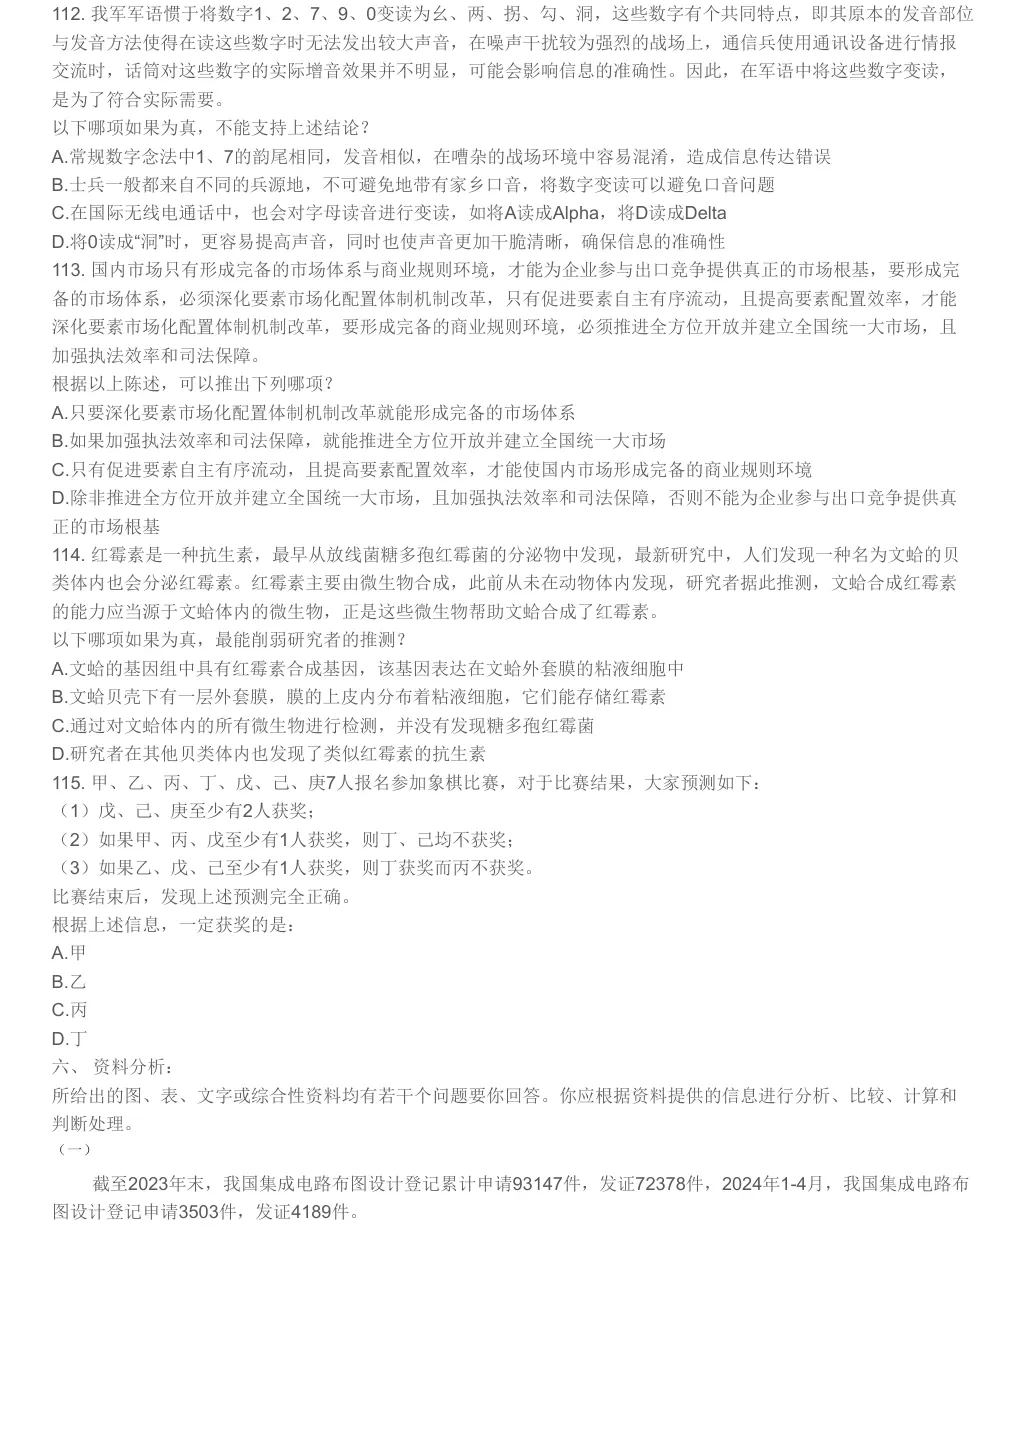 112. 我军军语惯于将数字1、2、7、9、0变读为幺、两、拐、勾、洞，这些数字有个共同特点，即其原本的发音部位
与发音方法使得在读这些数字时无法发出较大声音，在噪声干扰较为强烈的战场上，通信兵使用通讯设备进行情报
交流时，话筒对这些数字的实际增音效果并不明显，可能会影响信息的准确性。因此，在军语中将这些数字变读，
是为了符合实际需要。
以下哪项如果为真，不能支持上述结论？
A.常规数字念法中1、7的韵尾相同，发音相似，在嘈杂的战场环境中容易混淆，造成信息传达错误
B.士兵一般都来自不同的兵源地，不可避免地带有家乡口音，将数字变读可以避免口音问题
C.在国际无线电通话中，也会对字母读音进行变读，如将A读成Alpha，将D读成Delta
D.将0读成“洞”时，更容易提高声音，同时也使声音更加干脆清晰，确保信息的准确性
113. 国内市场只有形成完备的市场体系与商业规则环境，才能为企业参与出口竞争提供真正的市场根基，要形成完
备的市场体系，必须深化要素市场化配置体制机制改革，只有促进要素自主有序流动，且提高要素配置效率，才能
深化要素市场化配置体制机制改革，要形成完备的商业规则环境，必须推进全方位开放并建立全国统一大市场，且
加强执法效率和司法保障。
根据以上陈述，可以推出下列哪项？
A.只要深化要素市场化配置体制机制改革就能形成完备的市场体系
B.如果加强执法效率和司法保障，就能推进全方位开放并建立全国统一大市场
C.只有促进要素自主有序流动，且提高要素配置效率，才能使国内市场形成完备的商业规则环境
D.除非推进全方位开放并建立全国统一大市场，且加强执法效率和司法保障，否则不能为企业参与出口竞争提供真
正的市场根基
114. 红霉素是一种抗生素，最早从放线菌糖多孢红霉菌的分泌物中发现，最新研究中，人们发现一种名为文蛤的贝
类体内也会分泌红霉素。红霉素主要由微生物合成，此前从未在动物体内发现，研究者据此推测，文蛤合成红霉素
的能力应当源于文蛤体内的微生物，正是这些微生物帮助文蛤合成了红霉素。
以下哪项如果为真，最能削弱研究者的推测？
A.文蛤的基因组中具有红霉素合成基因，该基因表达在文蛤外套膜的粘液细胞中
B.文蛤贝壳下有一层外套膜，膜的上皮内分布着粘液细胞，它们能存储红霉素
C.通过对文蛤体内的所有微生物进行检测，并没有发现糖多孢红霉菌
D.研究者在其他贝类体内也发现了类似红霉素的抗生素
115. 甲、乙、丙、丁、戊、己、庚7人报名参加象棋比赛，对于比赛结果，大家预测如下：
（1）戊、己、庚至少有2人获奖；
（2）如果甲、丙、戊至少有1人获奖，则丁、己均不获奖；
（3）如果乙、戊、己至少有1人获奖，则丁获奖而丙不获奖。
比赛结束后，发现上述预测完全正确。
根据上述信息，一定获奖的是：
A.甲
B.乙
C.丙
D.丁
六、 资料分析：
所给出的图、表、文字或综合性资料均有若干个问题要你回答。你应根据资料提供的信息进行分析、比较、计算和
判断处理。
（一）
截至2023年末，我国集成电路布图设计登记累计申请93147件，发证72378件，2024年1-4月，我国集成电路布
图设计登记申请3503件，发证4189件。